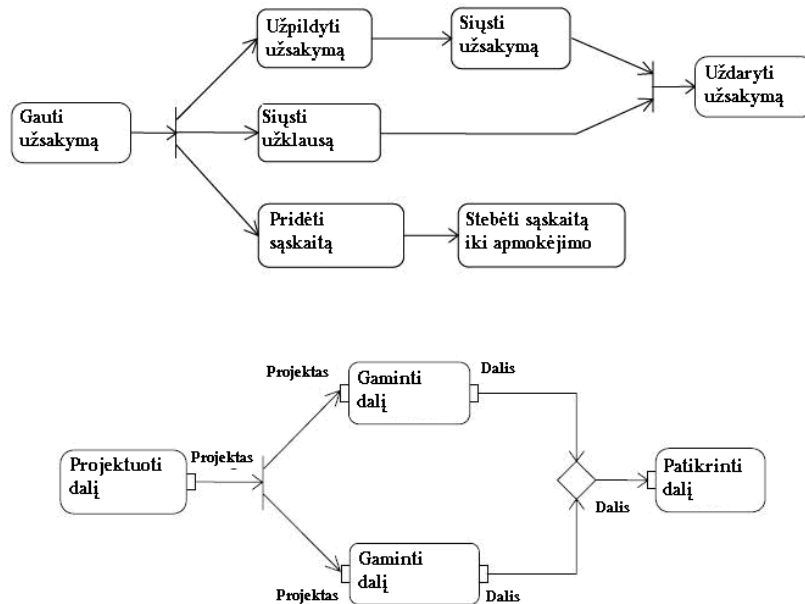 Užpildyti
užsakymą
Siųsti
užsakymą
Uždaryti
užsakymą
Gauti
užsakymą
Siųsti
užklausą
Pridėti
sąskaitą
Stebėti sąskaitą
iki apmokėjimo
Projektas
Gaminti
dalį
Dalis
Projektuoti
dalį
Projektas
Patikrinti
dalį
Dalis
Gaminti
dalį
Projektas
Dalis